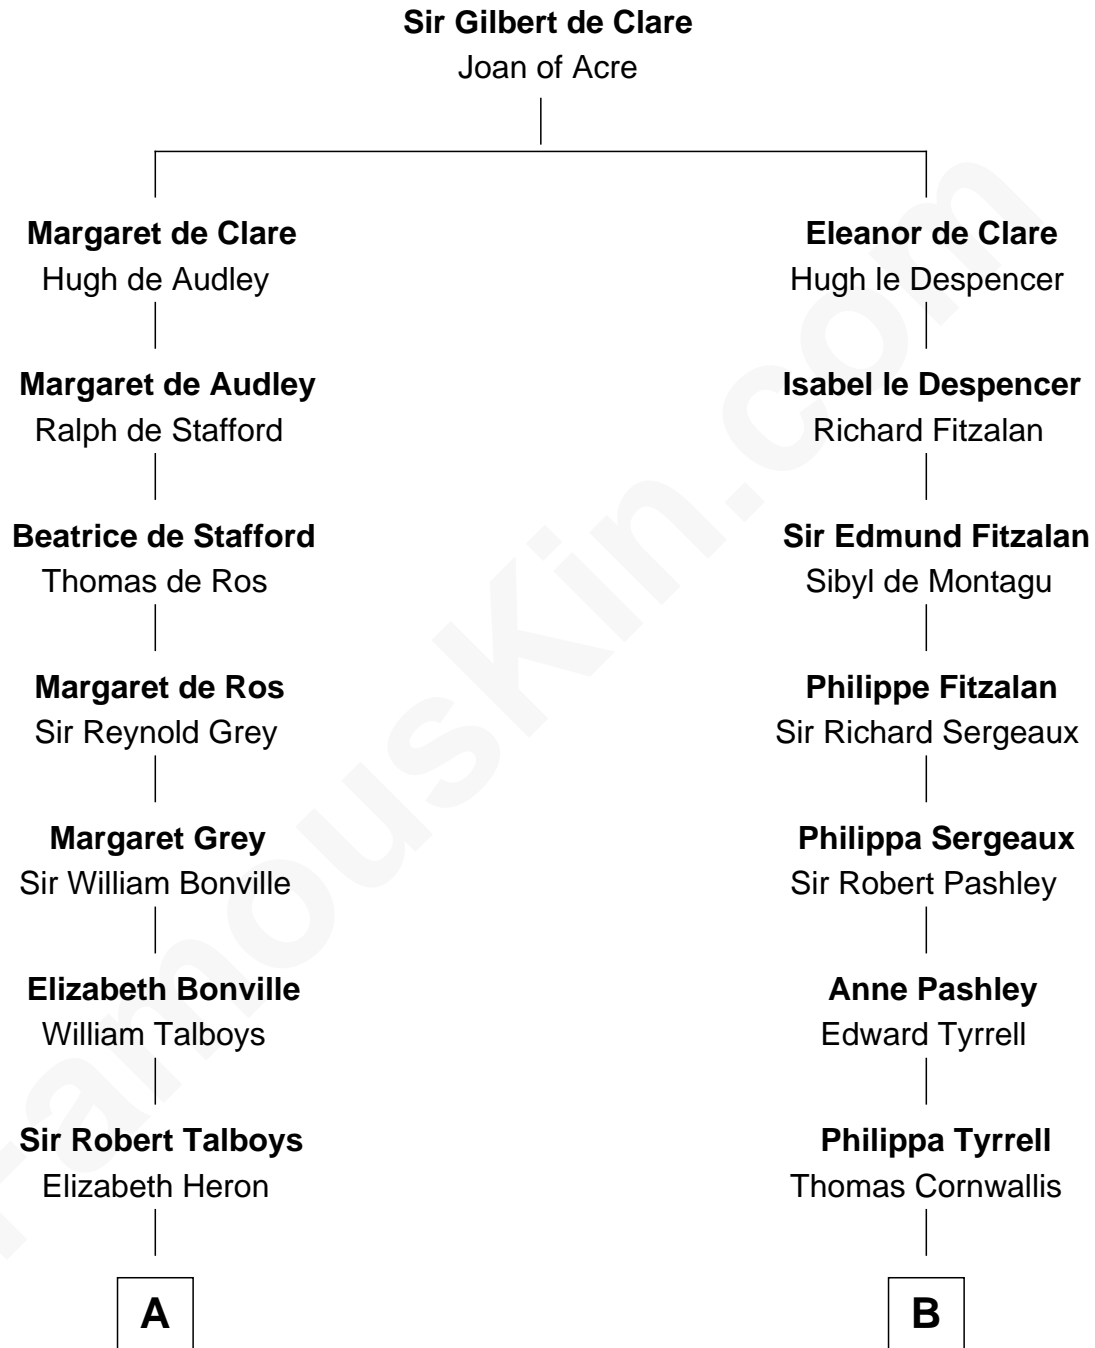 Sir Gilbert de Clare
Joan of Acre
Margaret de Clare
Hugh de Audley
Eleanor de Clare
Hugh le Despencer
Margaret de Audley
Ralph de Stafford
Isabel le Despencer
Richard Fitzalan
Beatrice de Stafford
Thomas de Ros
Sir Edmund Fitzalan
Sibyl de Montagu
Margaret de Ros
Sir Reynold Grey
Philippe Fitzalan
Sir Richard Sergeaux
Margaret Grey
Sir William Bonville
Philippa Sergeaux
Sir Robert Pashley
Elizabeth Bonville
William Talboys
Anne Pashley
Edward Tyrrell
Sir Robert Talboys
Elizabeth Heron
Philippa Tyrrell
Thomas Cornwallis
A
B
FamousKin.com